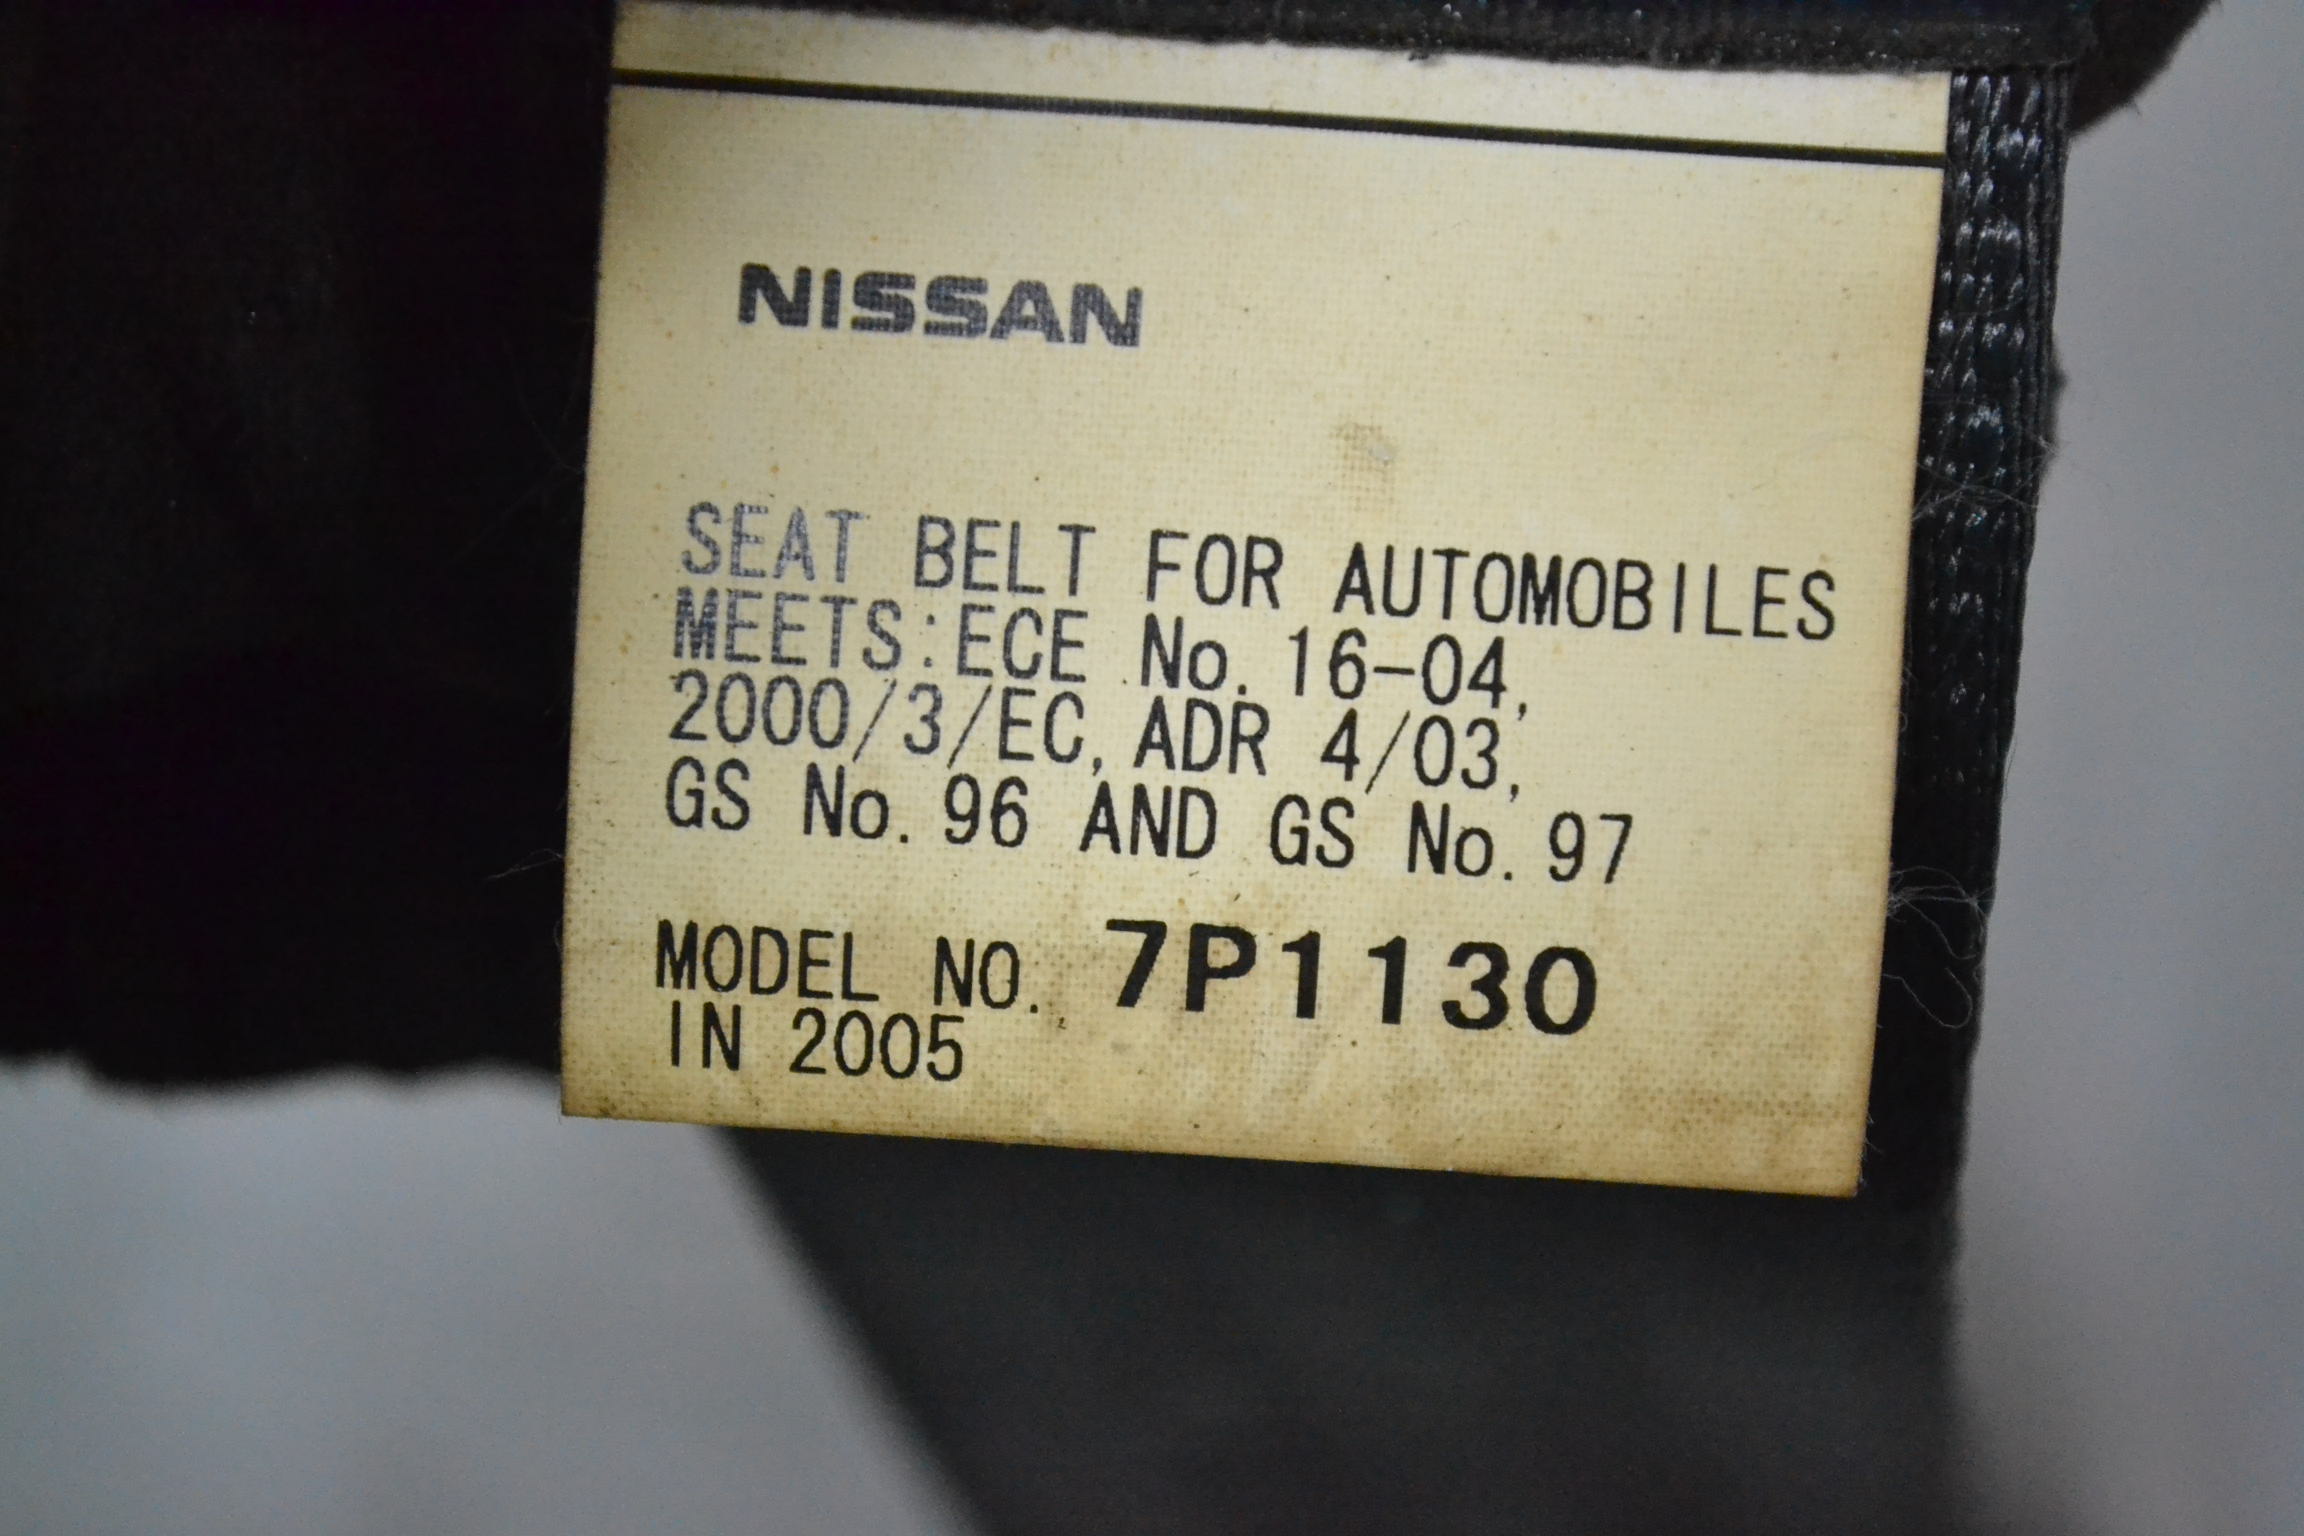 NISSAN
SEAT BELT FOR AUTOMOBILES
MEETS:ECE No. 16-04,
2000/3/EC, ADR 4/03,
GS No. 96 AND GS No. 97
MODEL NO. 7P1130
IN 2005